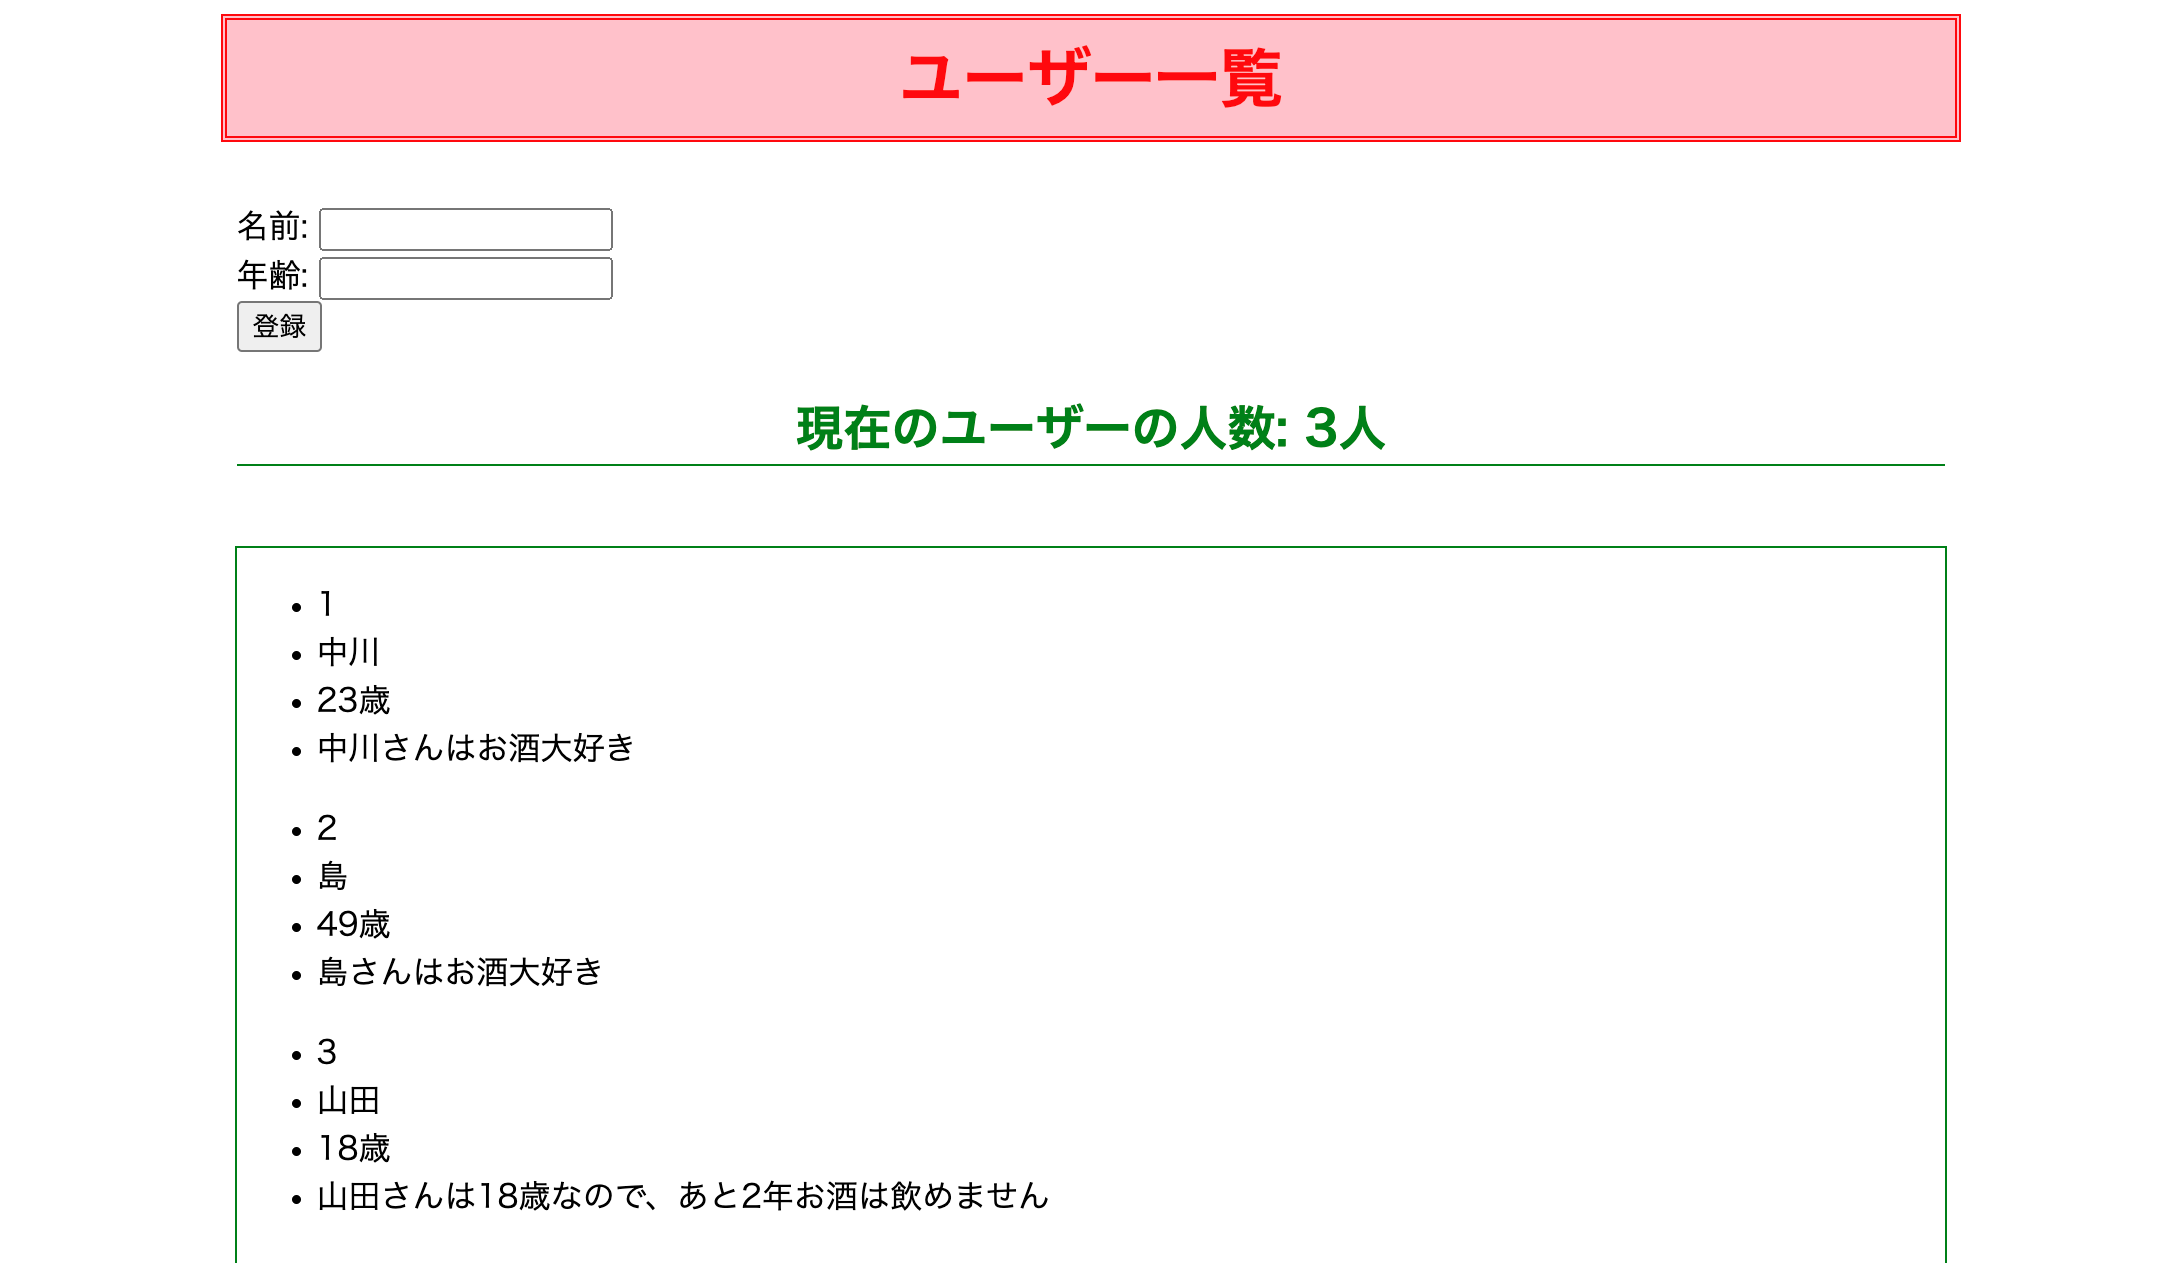 ユーザー一覧
名前:
年齢:
登録
現在のユーザーの人数: 3人
1
中川
23歳
中川さんはお酒大好き
2
島
49歳
島さんはお酒大好き
3
山田
18歳
山田さんは18歳なので、あと2年お酒は飲めません